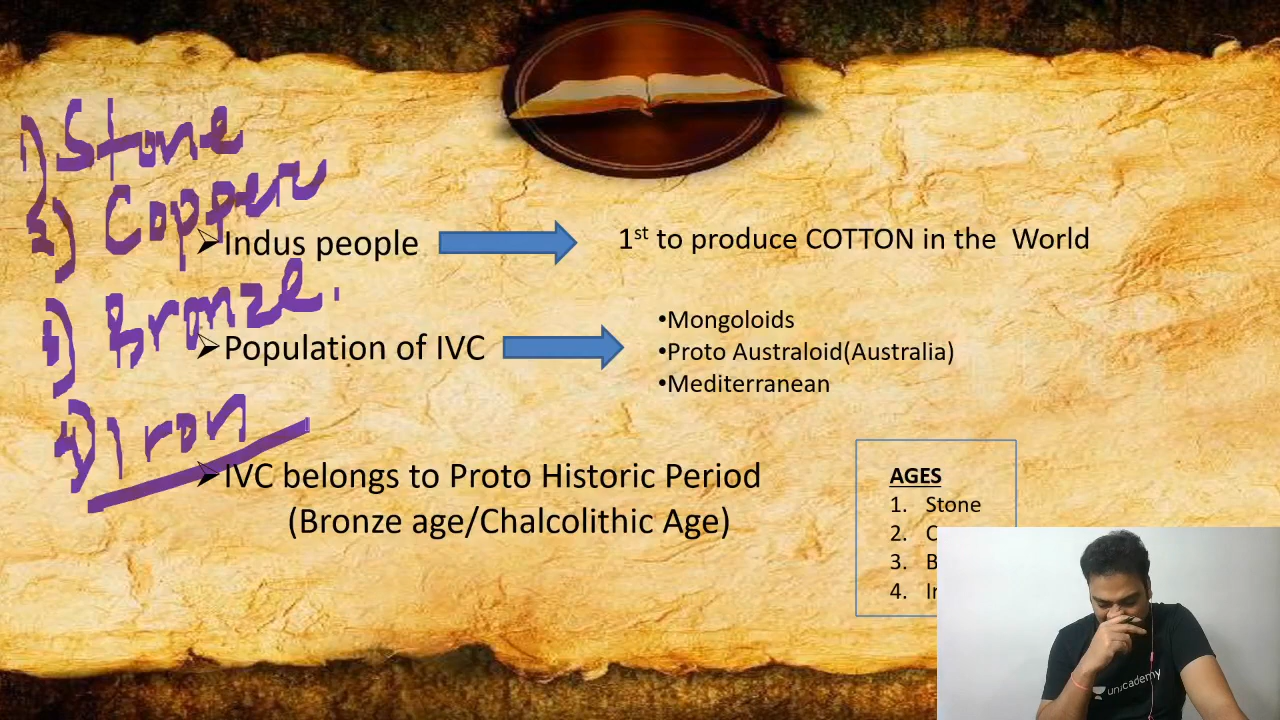 1) Stone
2) Copper
3) Bronze.
4) Iron
➢Indus people
1st to produce COTTON in the World
➢Population of IVC
•Mongoloids
•Proto Australoid(Australia)
•Mediterranean
➢IVC belongs to Proto Historic Period
(Bronze age/Chalcolithic Age)
AGES
1. Stone
2. C
3. B
4. Ir
unacademy